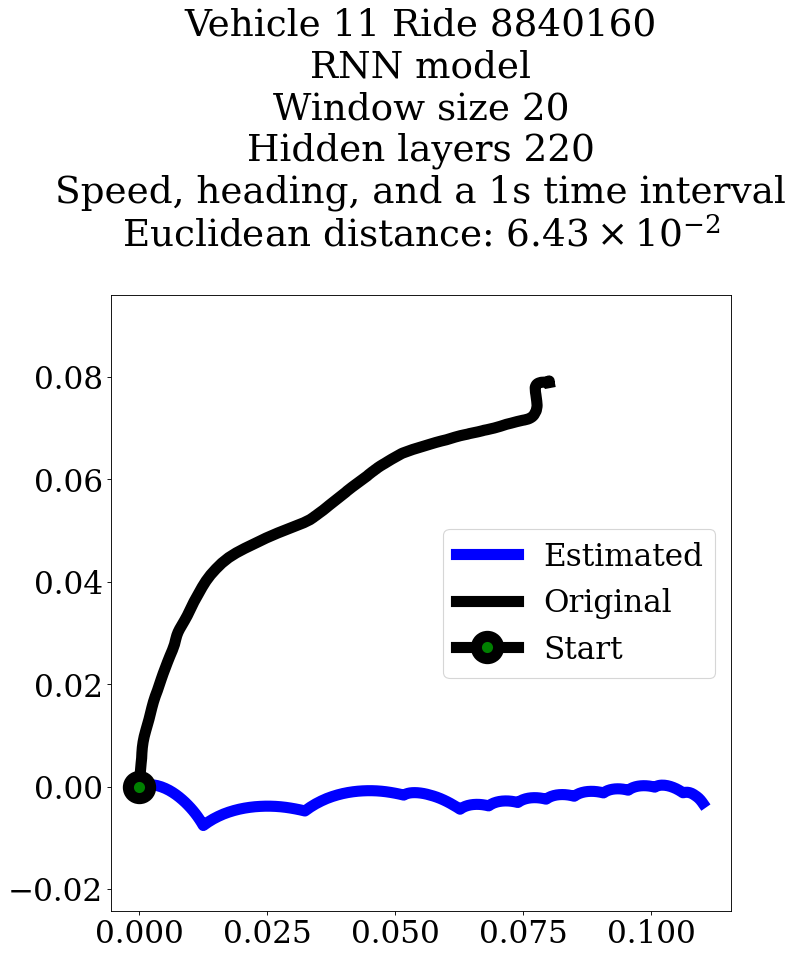 Vehicle 11 Ride 8840160
RNN model
Window size 20
Hidden layers 220
Speed, heading, and a 1s time interval
Euclidean distance: 6.43 × 10⁻²
0.08
0.06
0.04
0.02
0.00
−0.02
Estimated
Original
Start
0.000 0.025 0.050 0.075 0.100